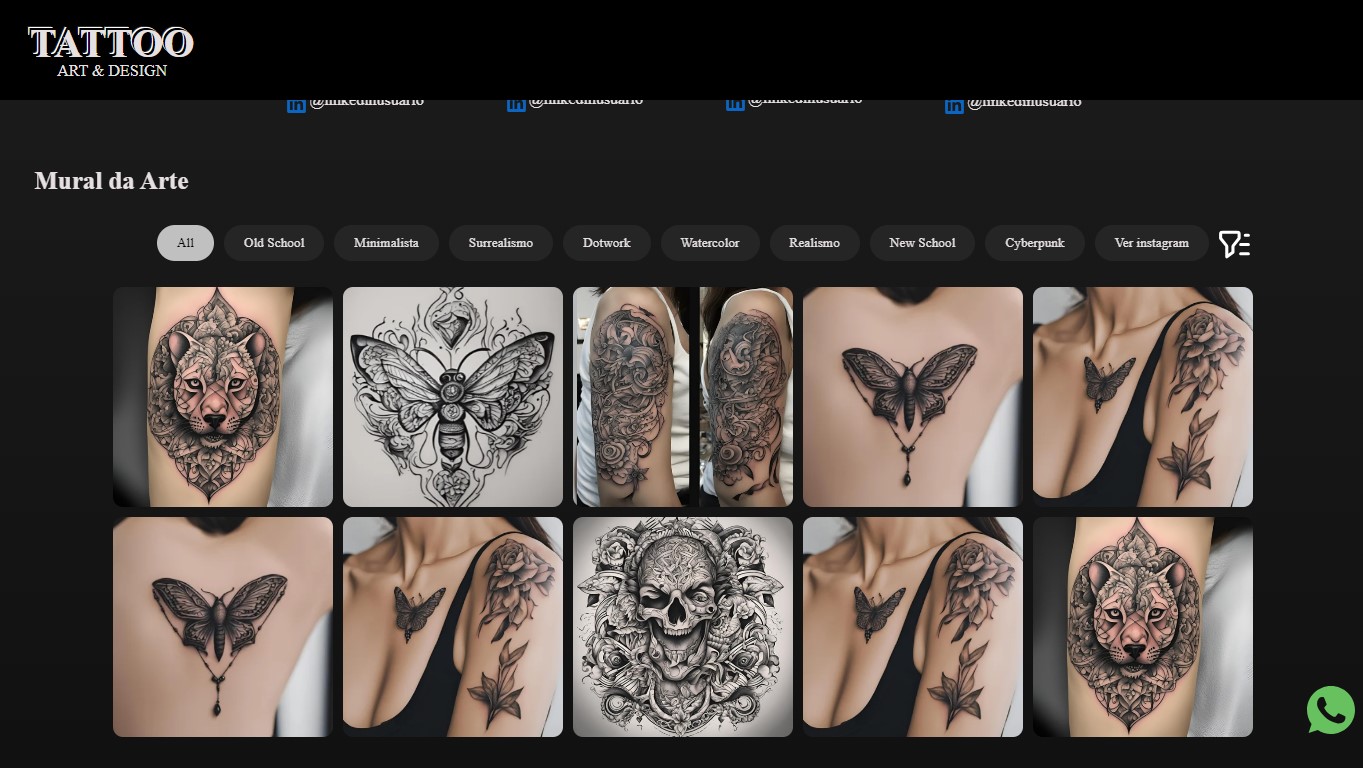 TATTOO
ART & DESIGN
@linkedinusuario @linkedinusuario @linkedinusuario @linkedinusuario
Mural da Arte
All Old School Minimalista Surrealismo Dotwork Watercolor Realismo New School Cyberpunk Ver instagram